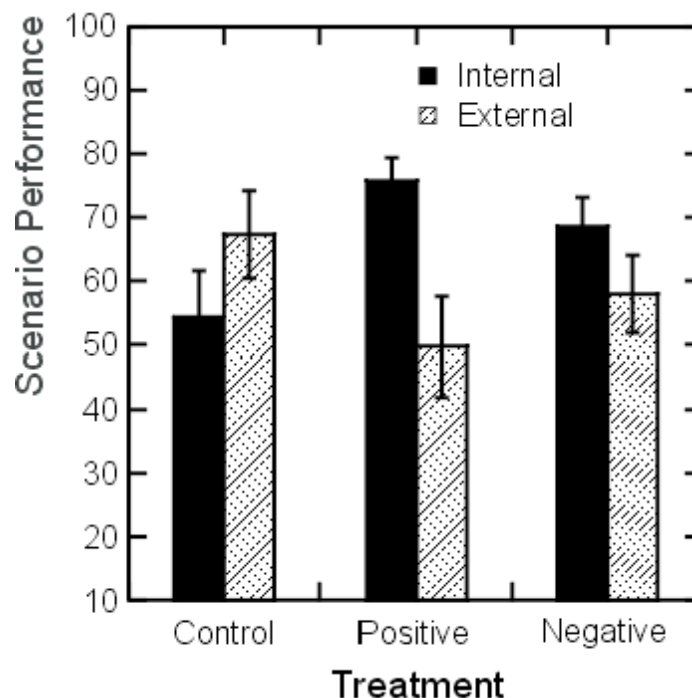 Scenario Performance
100
90
80
70
60
50
40
30
20
10
Internal
External
Control Positive Negative
Treatment